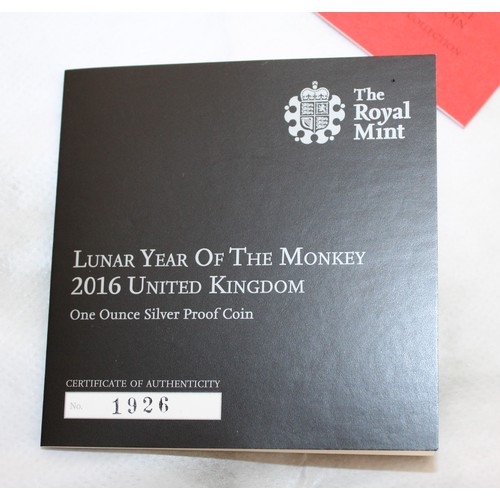 COLLECTION
The
Royal
Mint
LUNAR YEAR OF THE MONKEY
2016 UNITED KINGDOM
One Ounce Silver Proof Coin
CERTIFICATE OF AUTHENTICITY
No. 1926